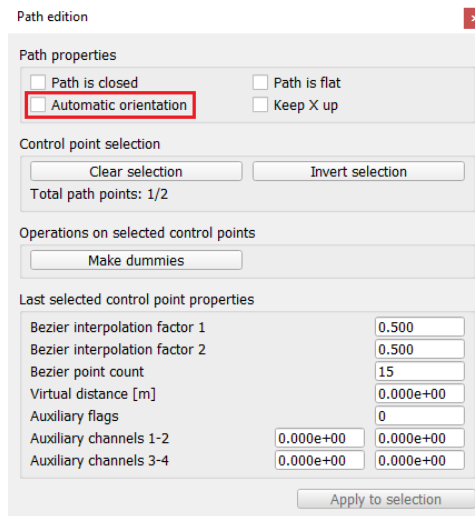 Path edition
Path properties
Path is closed Path is flat
Automatic orientation Keep X up
Control point selection
Clear selection Invert selection
Total path points: 1/2
Operations on selected control points
Make dummies
Last selected control point properties
Bezier interpolation factor 1 0.500
Bezier interpolation factor 2 0.500
Bezier point count 15
Virtual distance [m] 0.000e+00
Auxiliary flags 0
Auxiliary channels 1-2 0.000e+00 0.000e+00
Auxiliary channels 3-4 0.000e+00 0.000e+00
Apply to selection